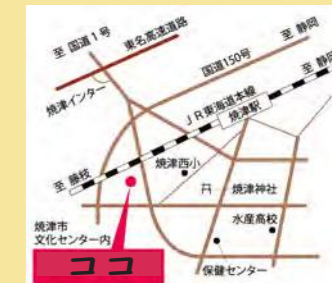 至 国道1号
東名高速道路
至 静岡
国道150号
至 静岡
焼津インター
JR東海道本線
焼津駅
焼津西小
至 藤枝
焼津神社
水産高校
焼津市
文化センター内
ココ
保健センター